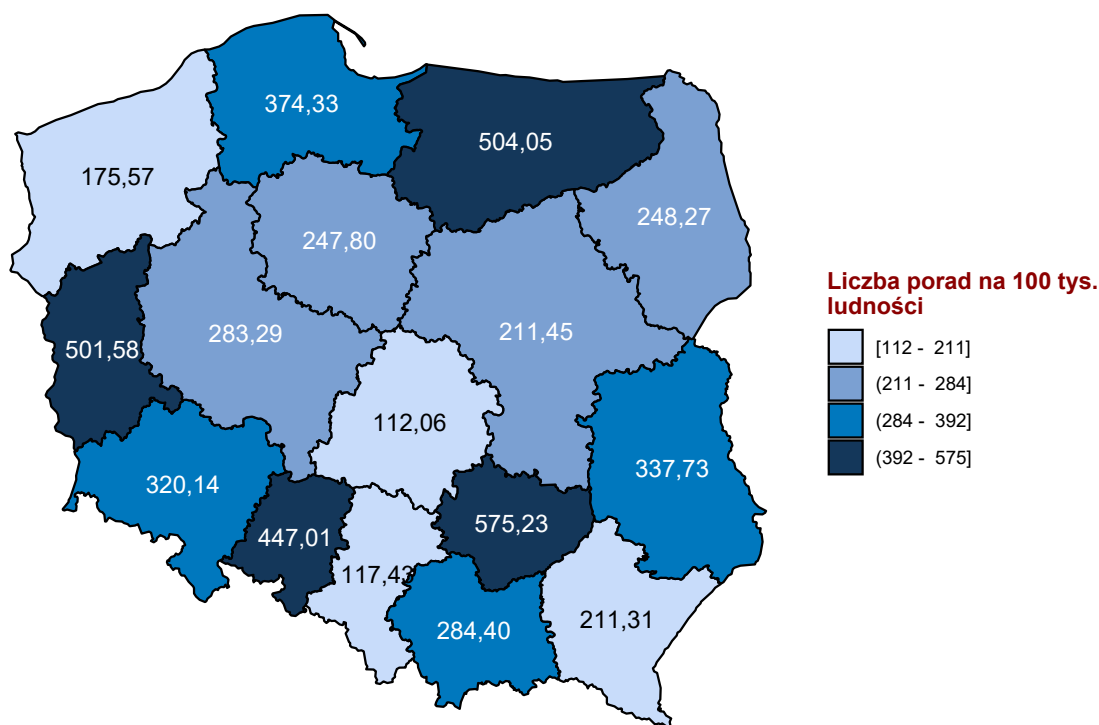 374,33
504,05
175,57
248,27
247,80
283,29
211,45
501,58
112,06
337,73
320,14
575,23
447,01
117,43
211,31
284,40
Liczba porad na 100 tys.
ludności
[112 - 211]
(211 - 284]
(284 - 392]
(392 - 575]